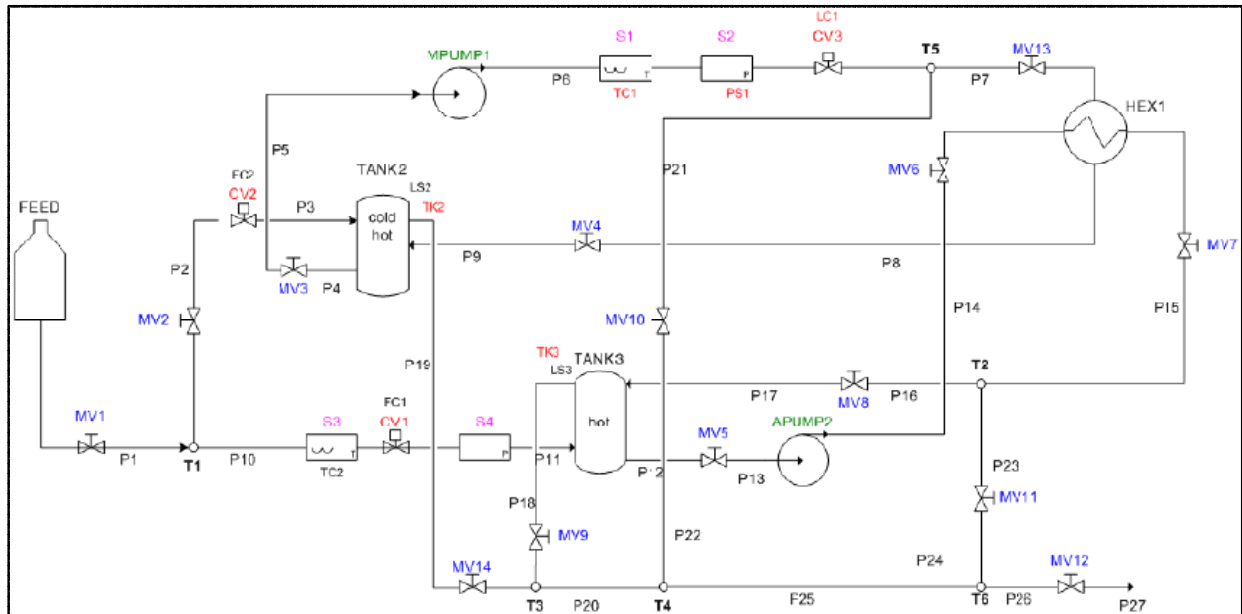 LC1
S1 S2 CV3 T5 MV13
MPUMP1
P6 P7
TC1 PS1
HEX1
P5
TANK2
P21
MV6
FC2 LS2
CV2 TK2
FEED
P3 cold
hot
MV4
MV7
P2 P9 P8
MV3 P4
P14 P15
MV2 MV10
P19
TK3 TANK3
LS3
T2
P17 P16
MV8
FC1
MV1 S3 CV1 S4 hot MV5 APUMP2
P1 T1 P10 P11 P12 P13
TC2
P23
P18 MV11
MV9 P22
P24
MV14 MV12
T3 P20 T4 F25 T6 P26 P27